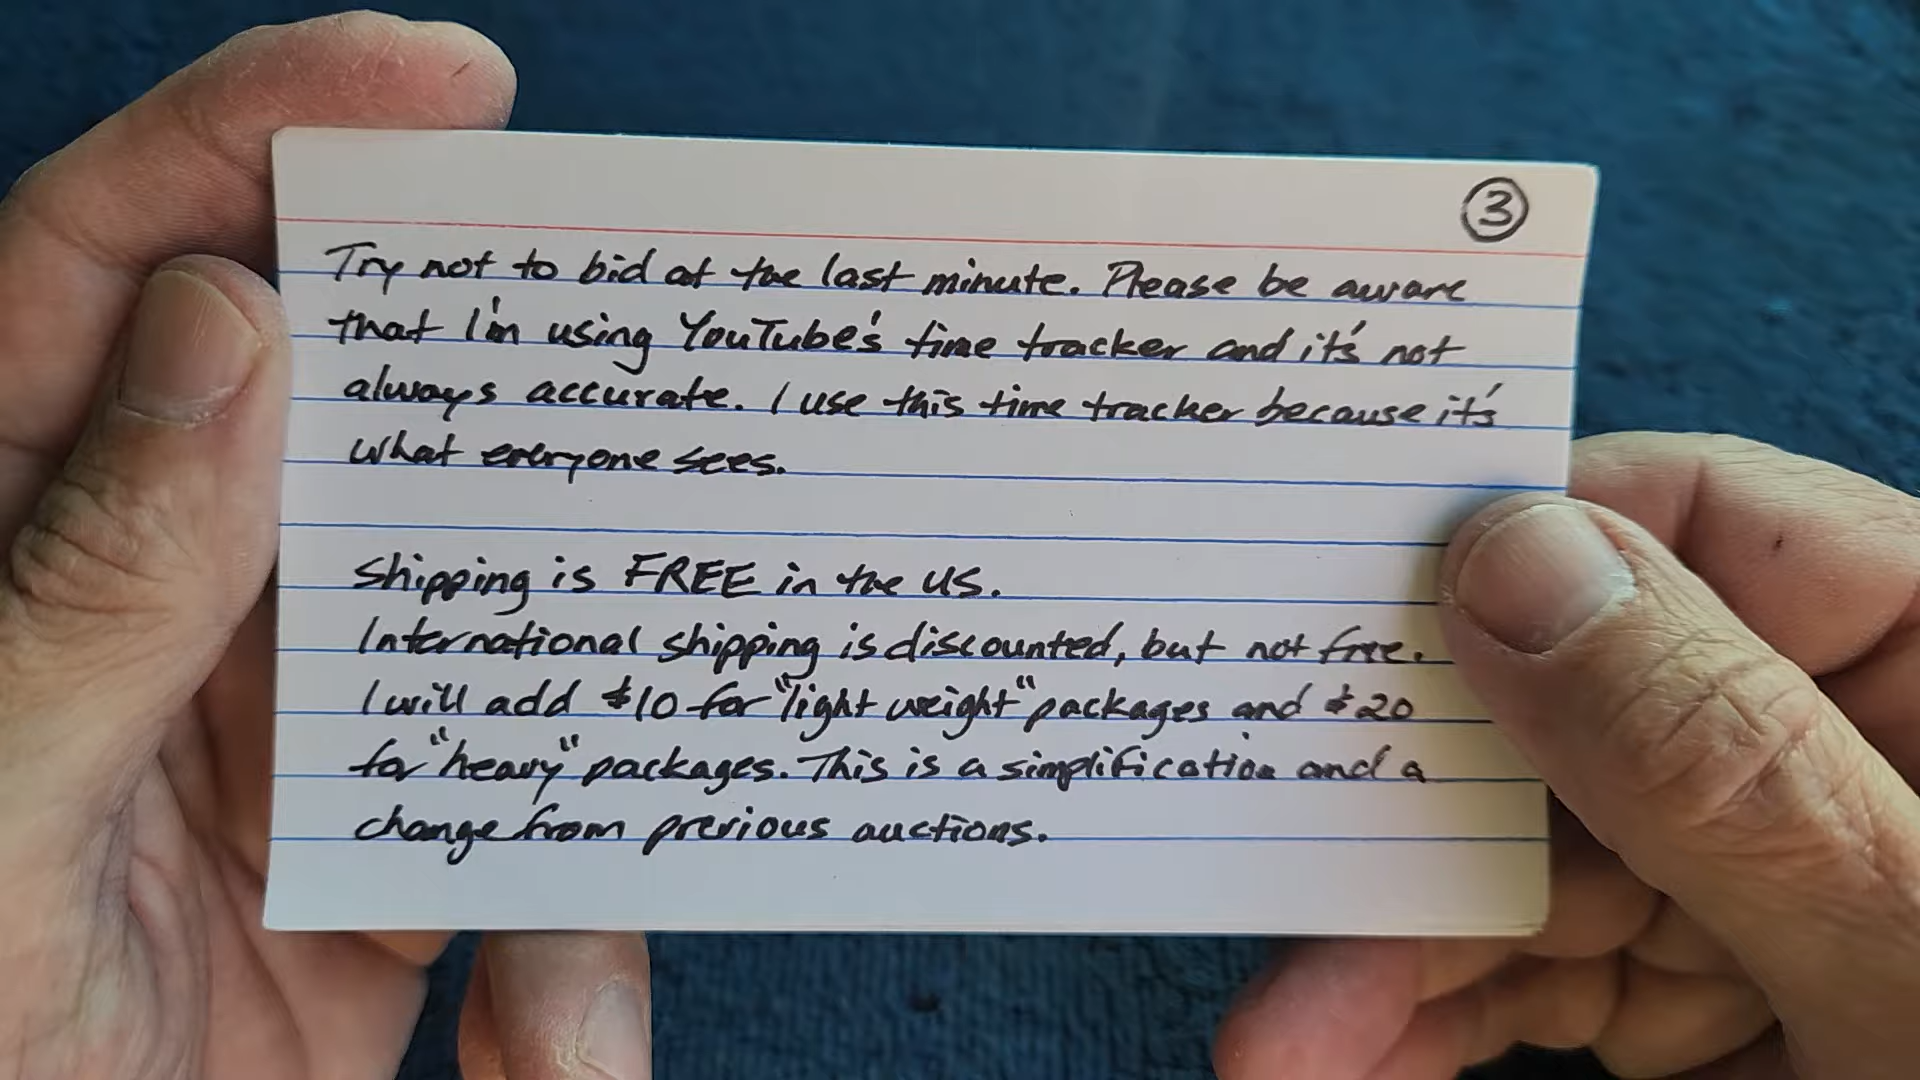 3
Try not to bid at the last minute. Please be aware
that I'm using YouTube's time tracker and it's not
always accurate. I use this time tracker because it's
what everyone sees.
Shipping is FREE in the US.
International shipping is discounted, but not free.
I will add $10 for "light weight" packages and $20
for "heavy" packages. This is a simplification and a
change from previous auctions.